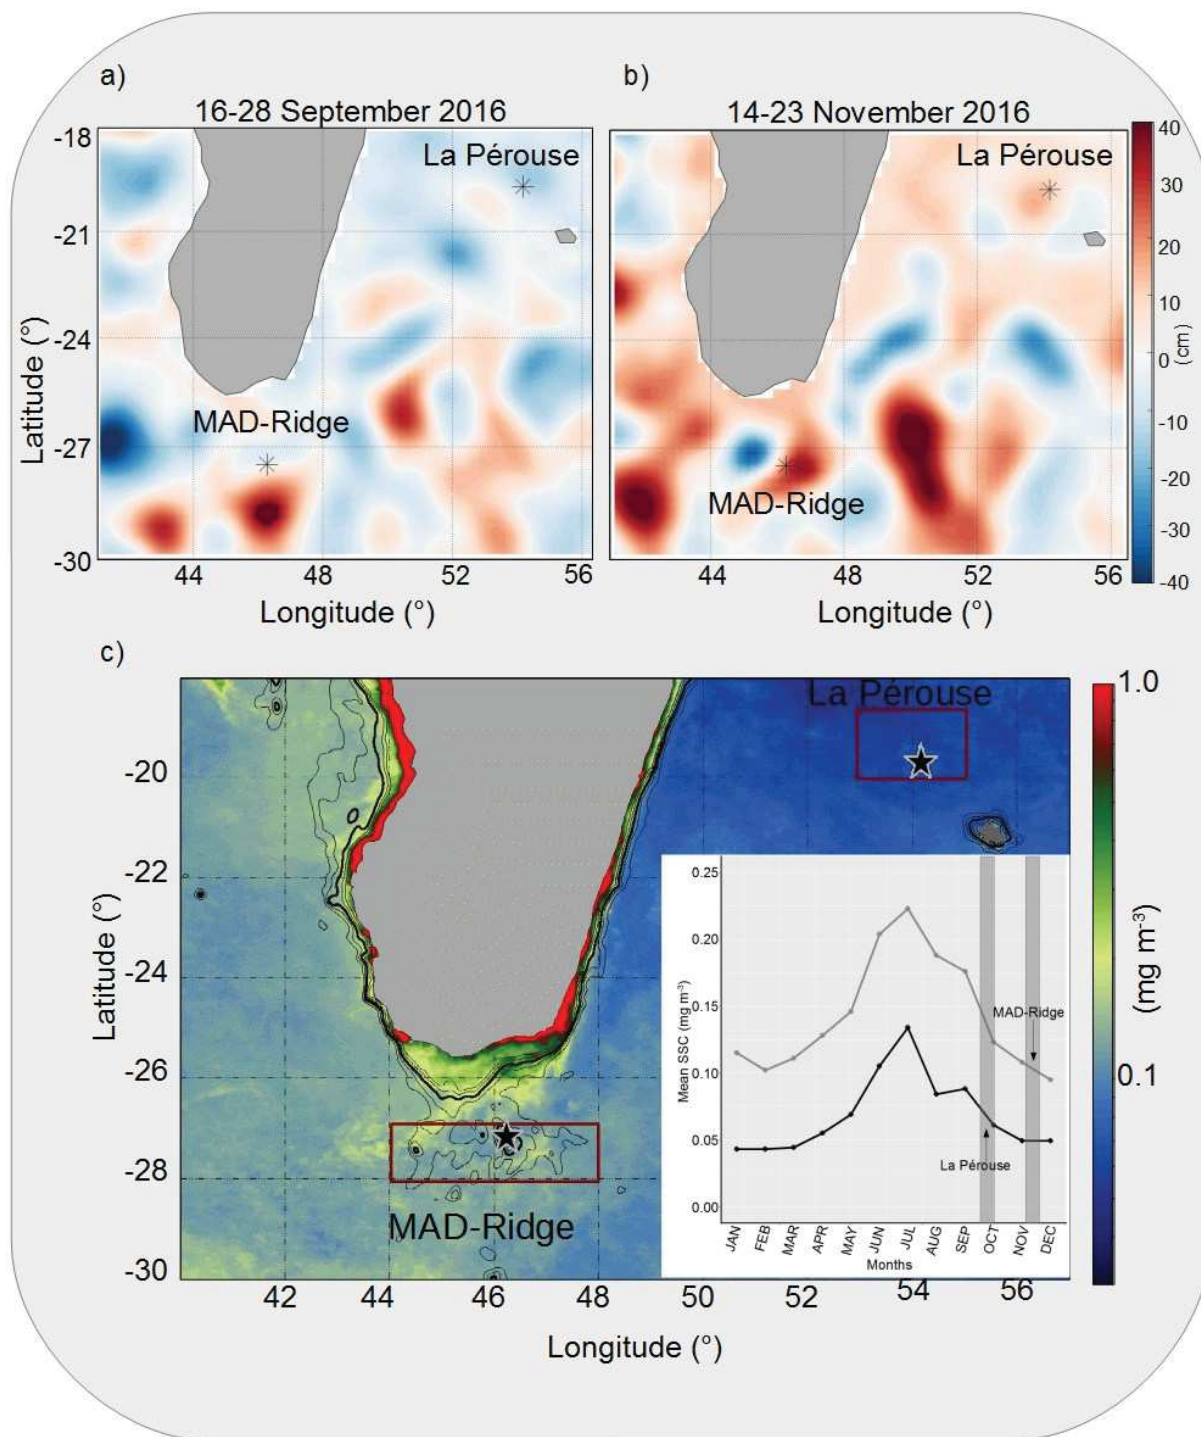 a)
16-28 September 2016
La Pérouse
MAD-Ridge
-18
-21
-24
-27
-30
Latitude (°)
44
48
52
56
Longitude (°)
b)
14-23 November 2016
La Pérouse
MAD-Ridge
44
48
52
56
Longitude (°)
40
30
20
10
0
-10
-20
-30
-40
(cm)
c)
La Pérouse
MAD-Ridge
-20
-22
-24
-26
-28
-30
Latitude (°)
42
44
46
48
50
52
54
56
Longitude (°)
0.25
0.20
0.15
0.10
0.05
0.00
Mean SSC (mg m-3)
MAD-Ridge
La Pérouse
JAN
FEB
MAR
APR
MAY
JUN
JUL
AUG
SEP
OCT
NOV
DEC
Months
1.0
0.1
(mg m-3)